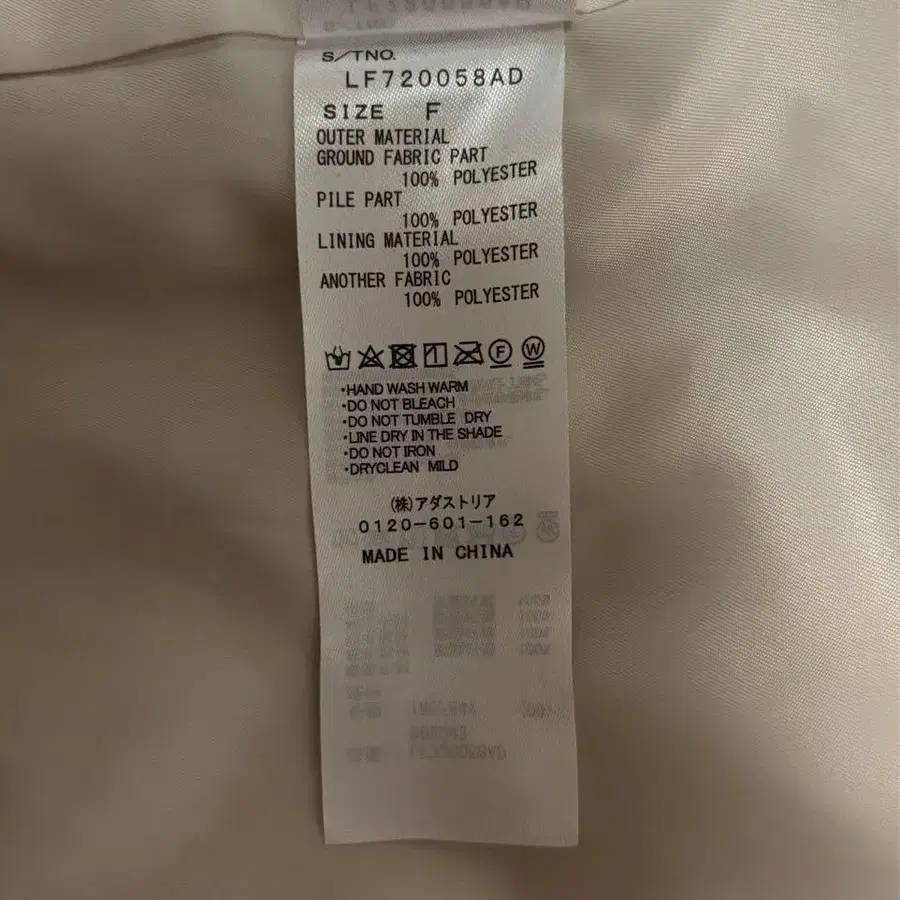 S/TNO.
LF720058AD
SIZE F
OUTER MATERIAL
GROUND FABRIC PART
100% POLYESTER
PILE PART
100% POLYESTER
LINING MATERIAL
100% POLYESTER
ANOTHER FABRIC
100% POLYESTER
F W
・HAND WASH WARM
・DO NOT BLEACH
・DO NOT TUMBLE DRY
・LINE DRY IN THE SHADE
・DO NOT IRON
・DRYCLEAN MILD
(株)アダストリア
0120-601-162
MADE IN CHINA